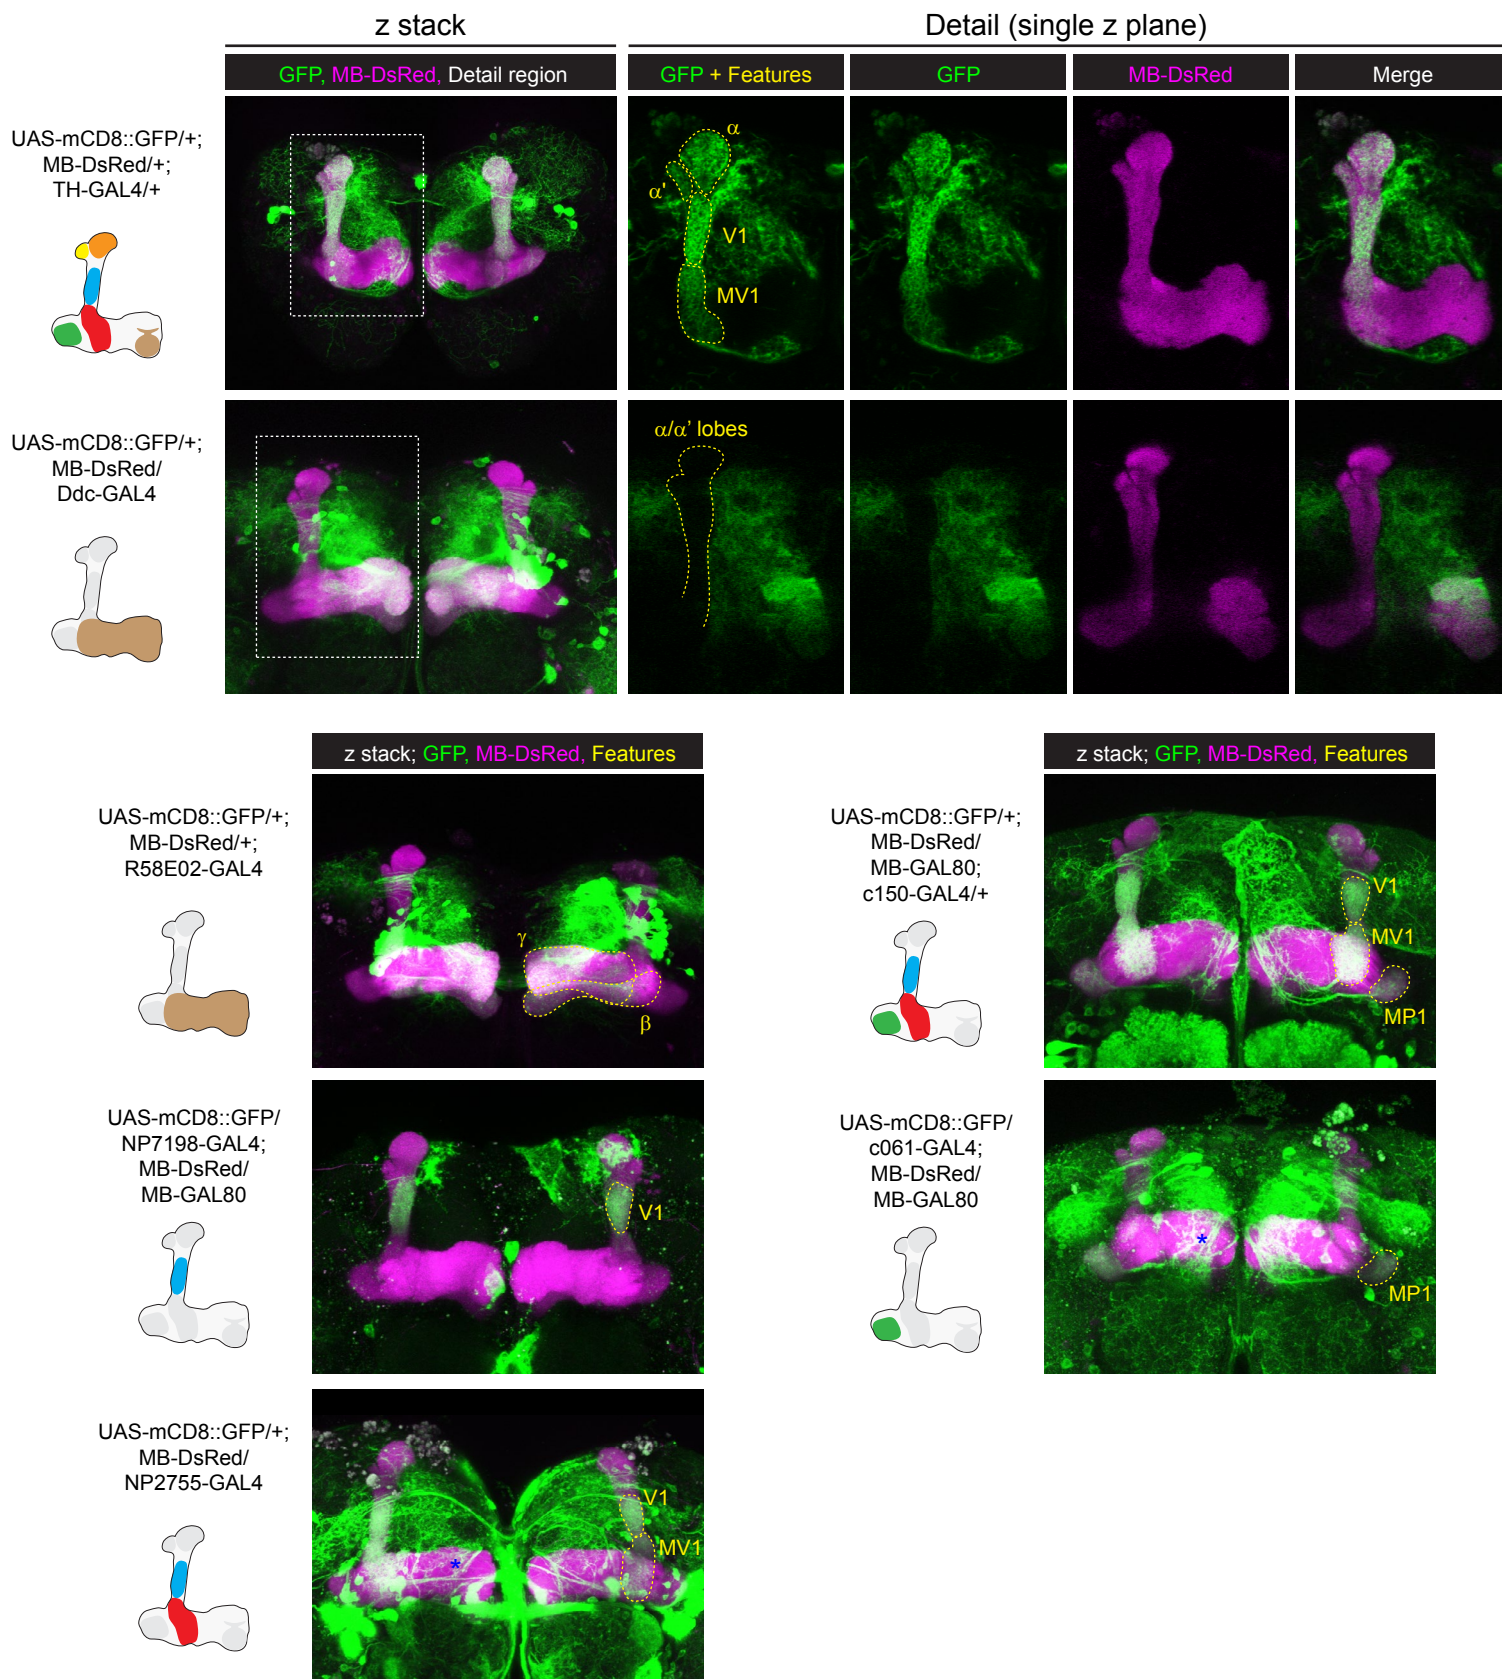 z stack
Detail (single z plane)
GFP, MB-DsRed, Detail region
GFP + Features
GFP
MB-DsRed
Merge
UAS-mCD8::GFP/+;
MB-DsRed/+;
TH-GAL4/+
α
α'
V1
MV1
UAS-mCD8::GFP/+;
MB-DsRed/
Ddc-GAL4
α/α' lobes
z stack; GFP, MB-DsRed, Features
UAS-mCD8::GFP/+;
MB-DsRed/+;
R58E02-GAL4
γ
β
UAS-mCD8::GFP/
NP7198-GAL4;
MB-DsRed/
MB-GAL80
V1
UAS-mCD8::GFP/+;
MB-DsRed/
NP2755-GAL4
V1
MV1
*
z stack; GFP, MB-DsRed, Features
UAS-mCD8::GFP/+;
MB-DsRed/
MB-GAL80;
c150-GAL4/+
V1
MV1
MP1
UAS-mCD8::GFP/
c061-GAL4;
MB-DsRed/
MB-GAL80
*
MP1